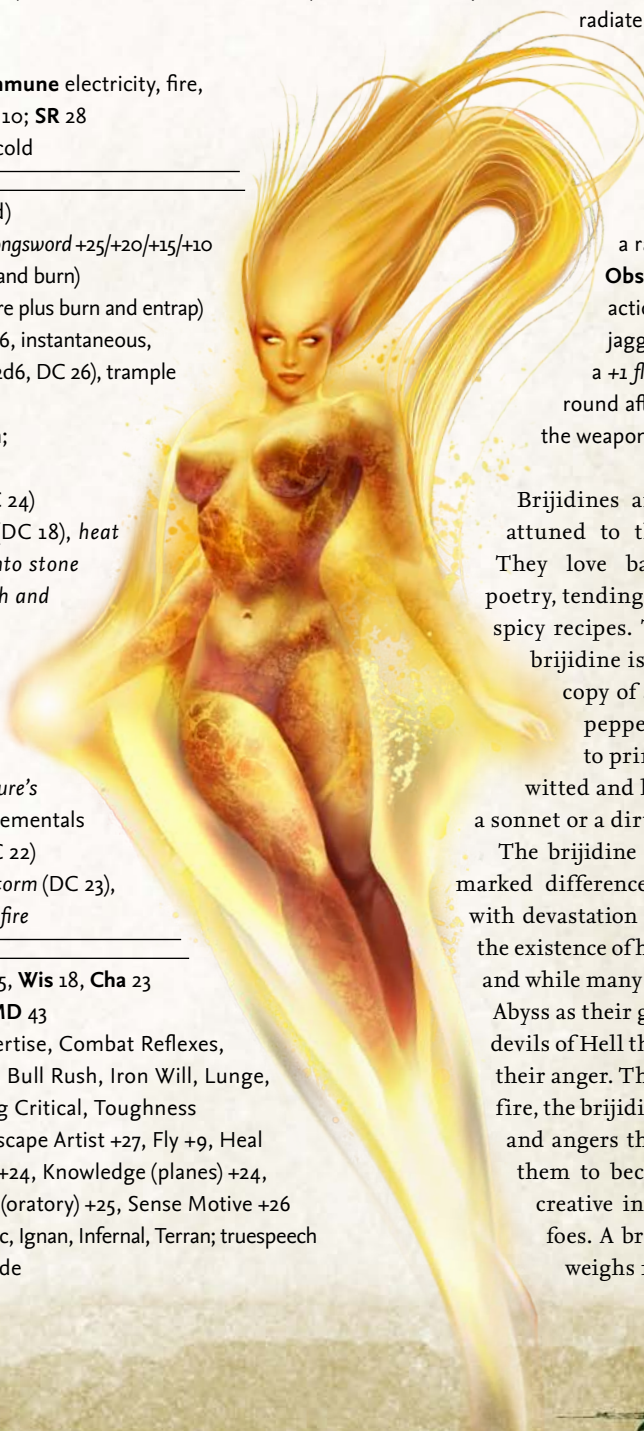 mune electricity, fire,
10; SR 28
cold
d)
ngsword +25/+20/+15/+10
and burn)
re plus burn and entrap)
6, instantaneous,
2d6, DC 26), trample
;
C 24)
(DC 18), heat
nto stone
h and
ure's
ementals
C 22)
torm (DC 23),
fire
5, Wis 18, Cha 23
MD 43
ertise, Combat Reflexes,
Bull Rush, Iron Will, Lunge,
g Critical, Toughness
scape Artist +27, Fly +9, Heal
+24, Knowledge (planes) +24,
(oratory) +25, Sense Motive +26
c, Ignan, Infernal, Terran; truespeech
de
radiate
a r
Obs
actio
jagg
a +1 fl
round af
the weapon
Brijidines a
attuned to th
They love ba
poetry, tending
spicy recipes. T
brijidine is
copy of
peppe
to prin
witted and
a sonnet or a dir
The brijidine
marked difference
with devastation
the existence of h
and while many
Abyss as their g
devils of Hell th
their anger. Th
fire, the brijidi
and angers th
them to bec
creative in
foes. A br
weighs 1